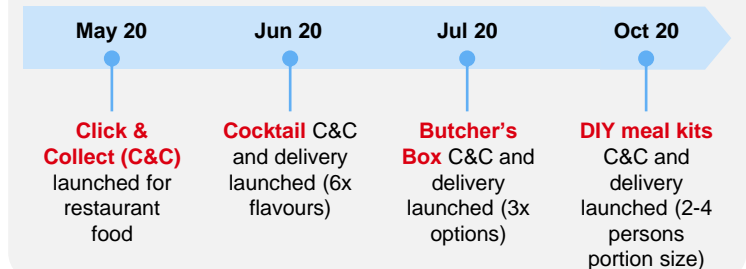 May 20
Jun 20
Jul 20
Oct 20
Click &
Collect (C&C)
launched for
restaurant
food
Cocktail C&C
and delivery
launched (6x
flavours)
Butcher's
Box C&C and
delivery
launched (3x
options)
DIY meal kits
C&C and
delivery
launched (2-4
persons
portion size)